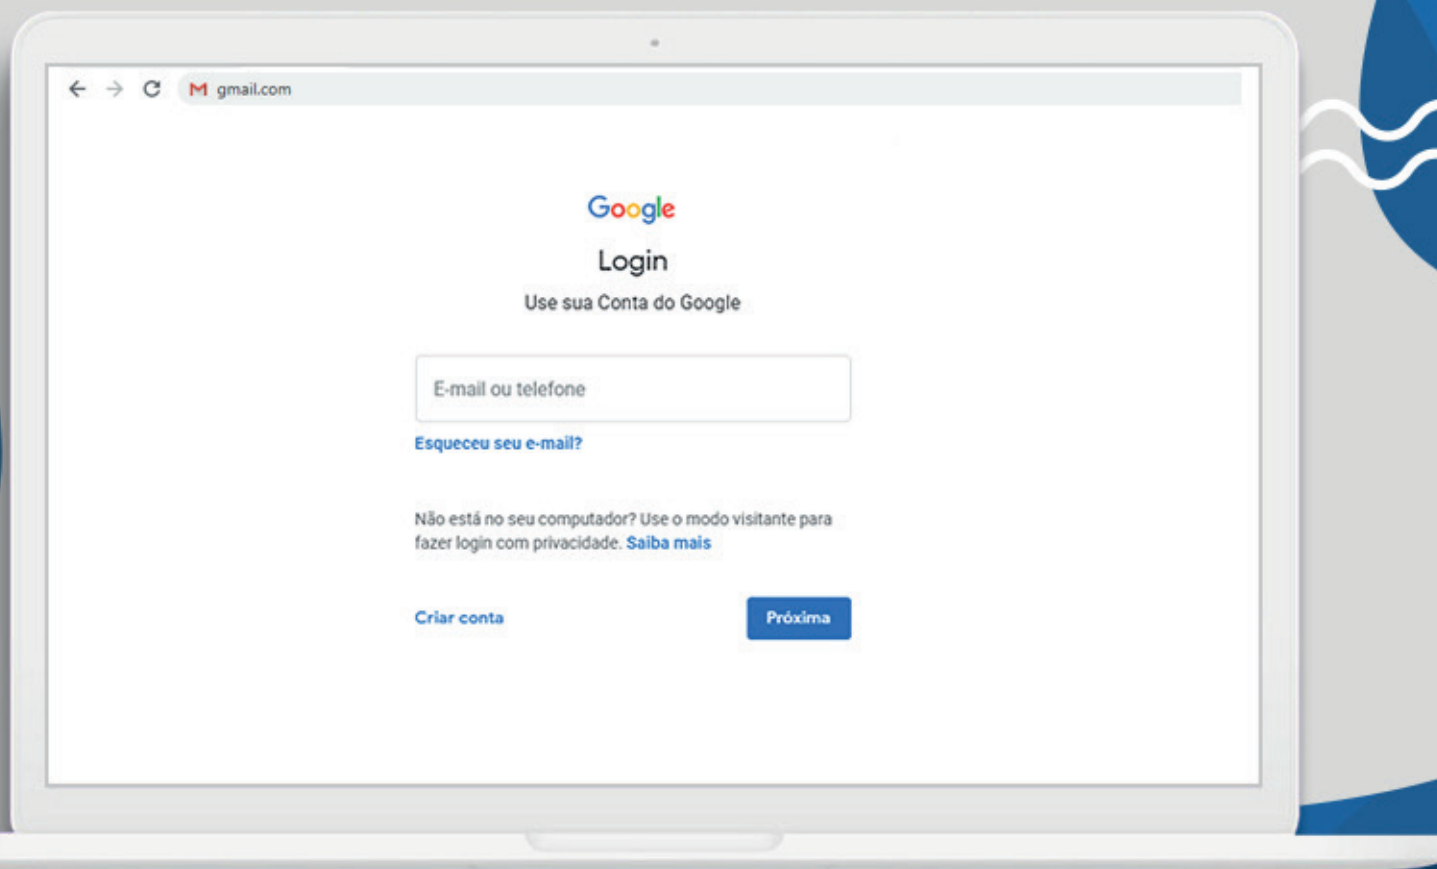 gmail.com
Google
Login
Use sua Conta do Google
E-mail ou telefone
Esqueceu seu e-mail?
Não está no seu computador? Use o modo visitante para
fazer login com privacidade. Saiba mais
Criar conta
Próxima